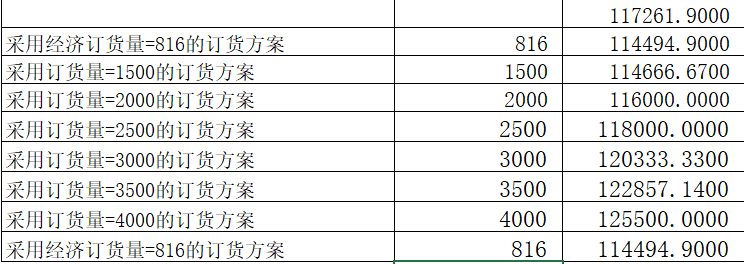 117261.9000
采用经济订货量=816的订货方案 816 114494.9000
采用订货量=1500的订货方案 1500 114666.6700
采用订货量=2000的订货方案 2000 116000.0000
采用订货量=2500的订货方案 2500 118000.0000
采用订货量=3000的订货方案 3000 120333.3300
采用订货量=3500的订货方案 3500 122857.1400
采用订货量=4000的订货方案 4000 125500.0000
采用经济订货量=816的订货方案 816 114494.9000